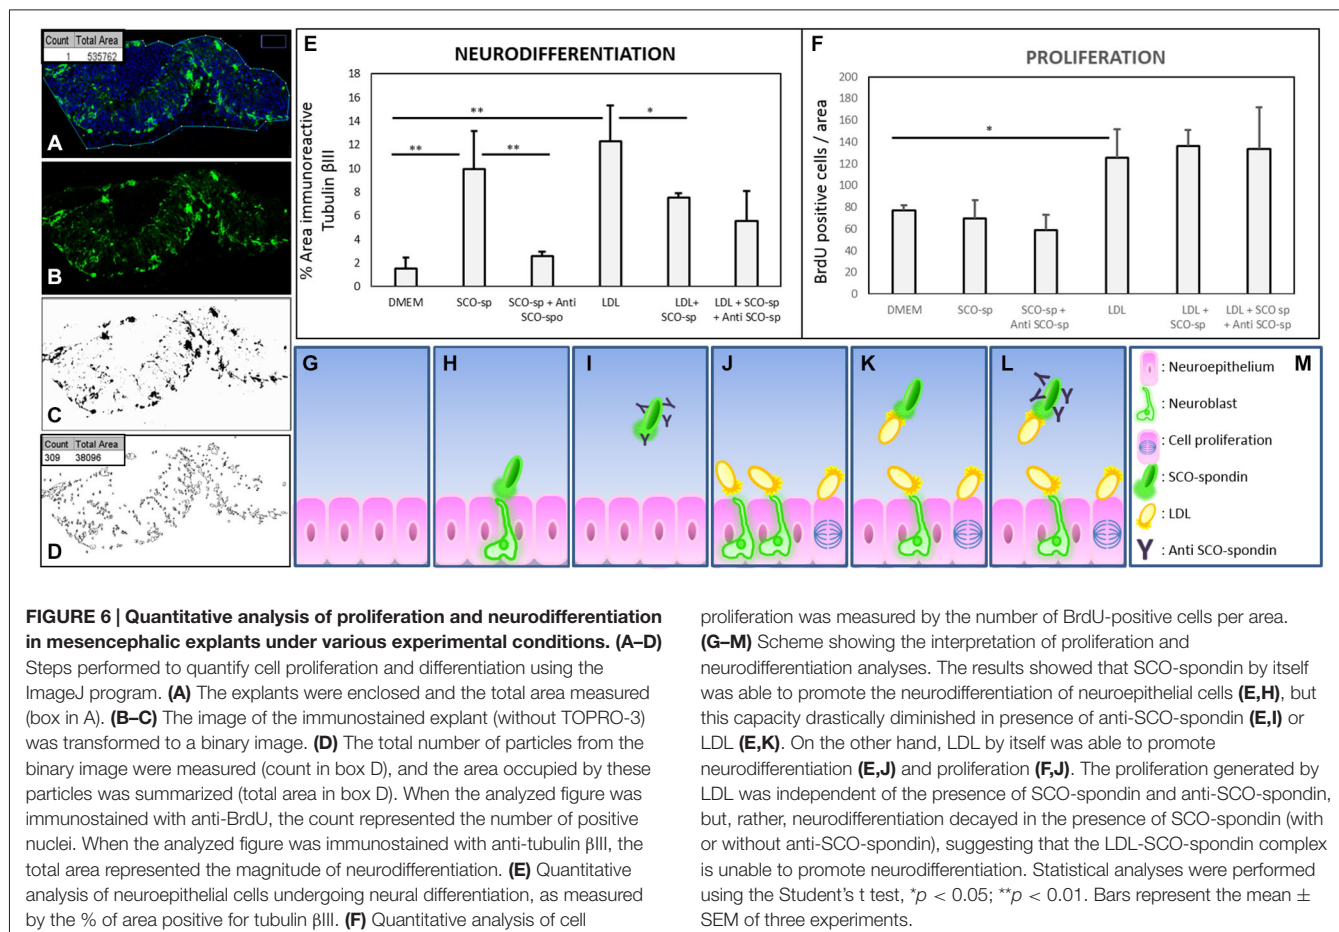 Count Total Area
1 535762
A
B
C
Count Total Area
309 38096
D
E
NEURODIFFERENTIATION
% Area immunoreactive
Tubulin βIII
18
16
14
12
10
8
6
4
2
0
**
*
**
**
DMEM
SCO-sp
SCO-sp + Anti
SCO-spo
LDL
LDL+
SCO-sp
LDL + SCO-sp
+ Anti SCO-sp
F
PROLIFERATION
BrdU positive cells / area
200
180
160
140
120
100
80
60
40
20
0
*
DMEM
SCO-sp
SCO-sp +
Anti SCO-sp
LDL
LDL +
SCO-sp
LDL + SCO sp
+ Anti SCO-sp
G
H
I
J
K
L
M
: Neuroepithelium
: Neuroblast
: Cell proliferation
: SCO-spondin
: LDL
: Anti SCO-spondin
FIGURE 6 | Quantitative analysis of proliferation and neurodifferentiation
in mesencephalic explants under various experimental conditions. (A–D)
Steps performed to quantify cell proliferation and differentiation using the
ImageJ program. (A) The explants were enclosed and the total area measured
(box in A). (B–C) The image of the immunostained explant (without TOPRO-3)
was transformed to a binary image. (D) The total number of particles from the
binary image were measured (count in box D), and the area occupied by these
particles was summarized (total area in box D). When the analyzed figure was
immunostained with anti-BrdU, the count represented the number of positive
nuclei. When the analyzed figure was immunostained with anti-tubulin βIII, the
total area represented the magnitude of neurodifferentiation. (E) Quantitative
analysis of neuroepithelial cells undergoing neural differentiation, as measured
by the % of area positive for tubulin βIII. (F) Quantitative analysis of cell
proliferation was measured by the number of BrdU-positive cells per area.
(G–M) Scheme showing the interpretation of proliferation and
neurodifferentiation analyses. The results showed that SCO-spondin by itself
was able to promote the neurodifferentiation of neuroepithelial cells (E,H), but
this capacity drastically diminished in presence of anti-SCO-spondin (E,I) or
LDL (E,K). On the other hand, LDL by itself was able to promote
neurodifferentiation (E,J) and proliferation (F,J). The proliferation generated by
LDL was independent of the presence of SCO-spondin and anti-SCO-spondin,
but, rather, neurodifferentiation decayed in the presence of SCO-spondin (with
or without anti-SCO-spondin), suggesting that the LDL-SCO-spondin complex
is unable to promote neurodifferentiation. Statistical analyses were performed
using the Student's t test, *p < 0.05; **p < 0.01. Bars represent the mean ±
SEM of three experiments.